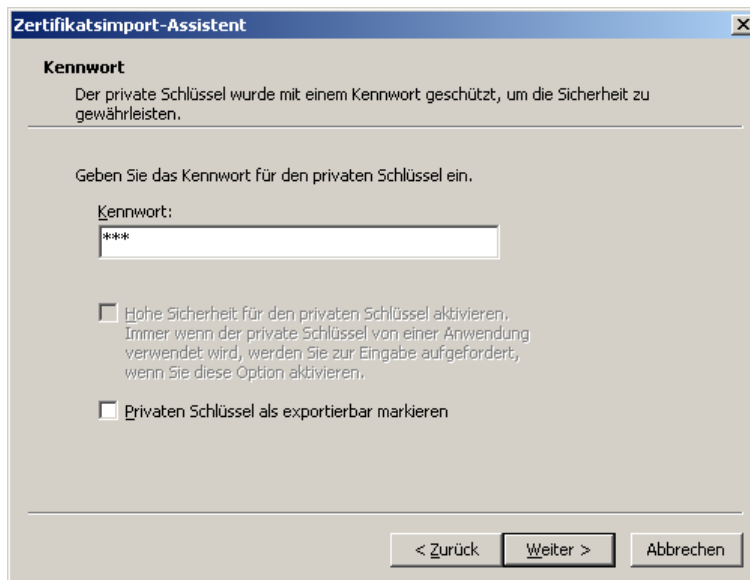 Zertifikatsimport-Assistent
Kennwort
Der private Schlüssel wurde mit einem Kennwort geschützt, um die Sicherheit zu
gewährleisten.
Geben Sie das Kennwort für den privaten Schlüssel ein.
Kennwort:
***
Hohe Sicherheit für den privaten Schlüssel aktivieren.
Immer wenn der private Schlüssel von einer Anwendung
verwendet wird, werden Sie zur Eingabe aufgefordert,
wenn Sie diese Option aktivieren.
Privaten Schlüssel als exportierbar markieren
< Zurück Weiter > Abbrechen